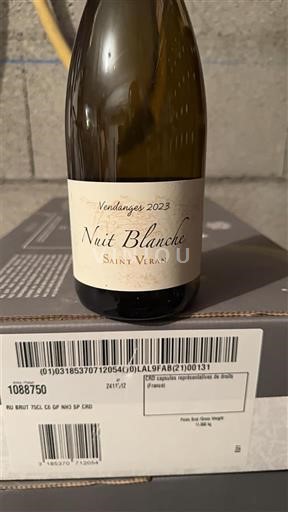 Vendanges 2023
Nuit Blanche
SAINT VERAN
(01)03185370712054(10)LAL9FAB(21)00131
1088750
RU BRUT 75CL C6 GP NH3 SP CRD
CRD capsules représentatives de droits
(France)
Poids Brut /Gross Weight
3 185370 712054